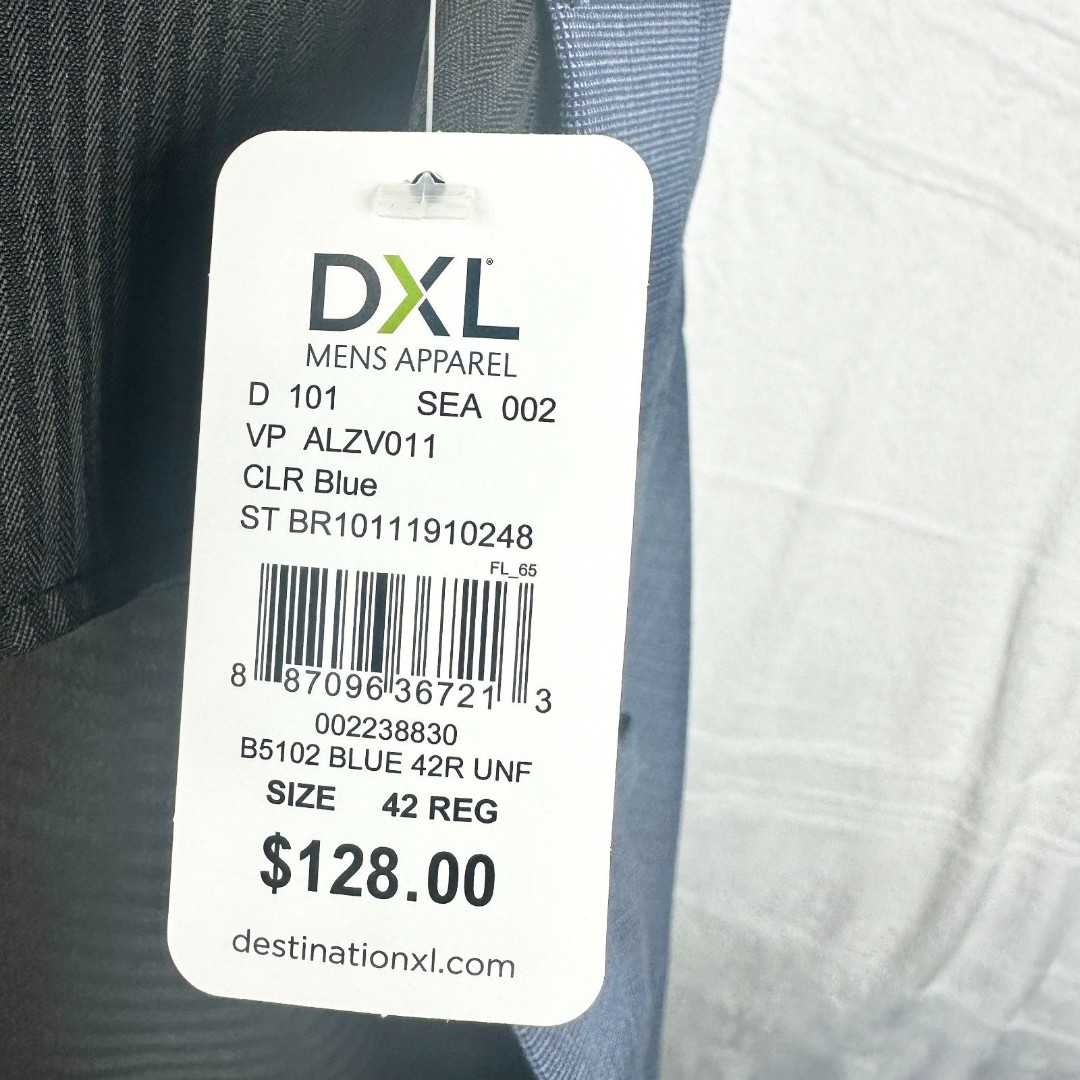 DXL®
MENS APPAREL
D 101 SEA 002
VP ALZV011
CLR Blue
ST BR10111910248
FL_65
8 87096 36721 3
002238830
B5102 BLUE 42R UNF
SIZE 42 REG
$128.00
destinationxl.com